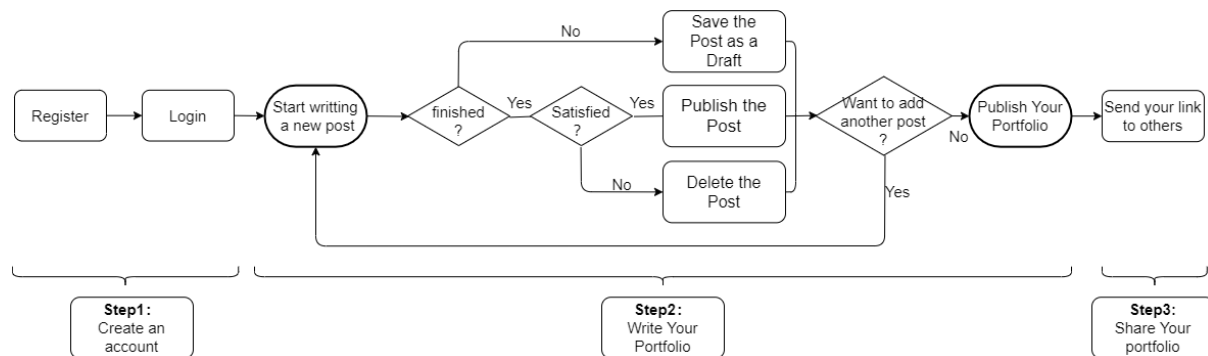 Register
Login
Start writting
a new post
finished
?
No
Yes
Satisfied
?
Yes
No
Save the
Post as a
Draft
Publish the
Post
Delete the
Post
Want to add
another post
?
No
Yes
Publish Your
Portfolio
Send your link
to others
Step1:
Create an
account
Step2:
Write Your
Portfolio
Step3:
Share Your
portfolio